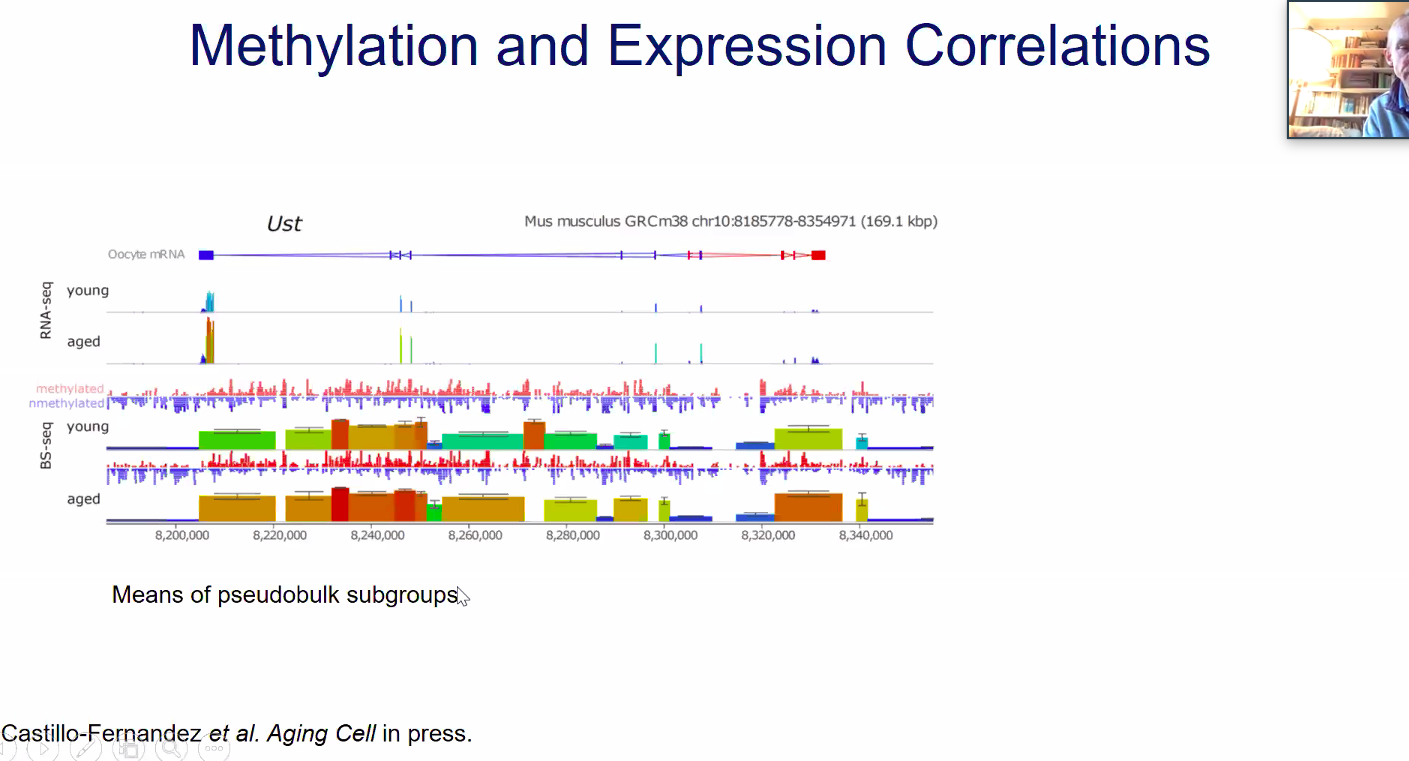 Methylation and Expression Correlations
Ust
Mus musculus GRCm38 chr10:8185778-8354971 (169.1 kbp)
Oocyte mRNA
RNA-seq
young
aged
methylated
nmethylated
BS-seq
young
aged
8,200,000 8,220,000 8,240,000 8,260,000 8,280,000 8,300,000 8,320,000 8,340,000
Means of pseudobulk subgroups
Castillo-Fernandez et al. Aging Cell in press.